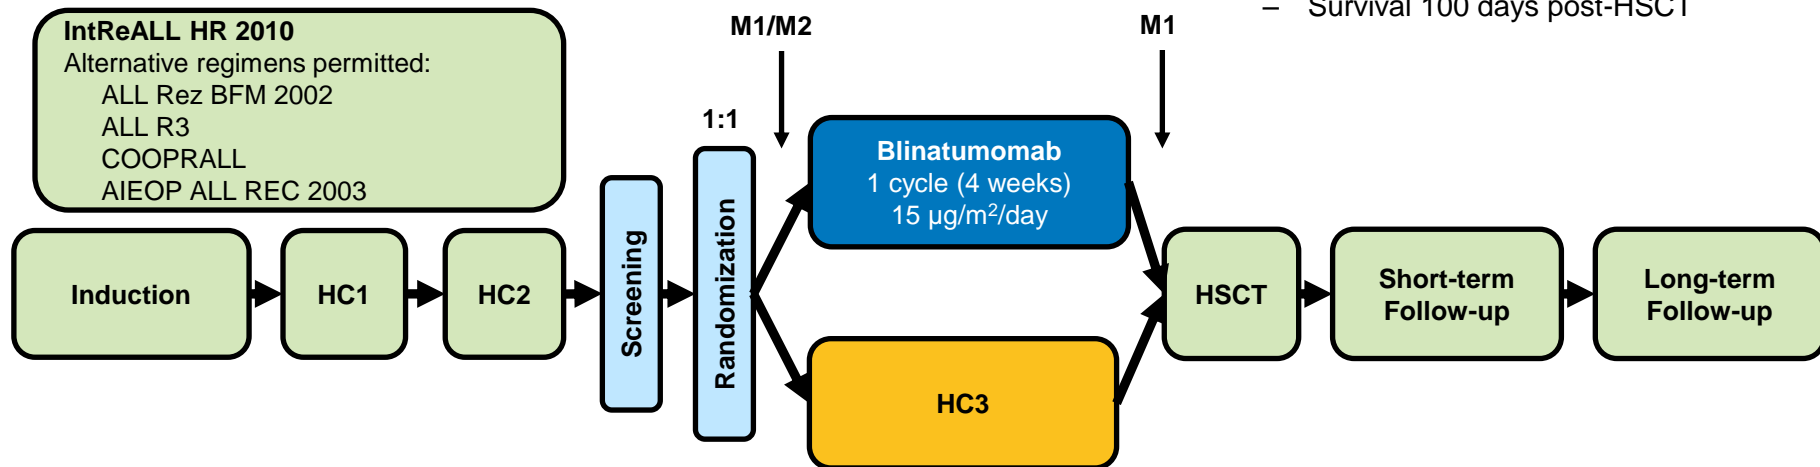 – Survival 100 days post-HSCT
IntReALL HR 2010
Alternative regimens permitted:
ALL Rez BFM 2002
ALL R3
COOPRALL
AIEOP ALL REC 2003
M1/M2
M1
1:1
Induction
HC1
HC2
Screening
Randomization
Blinatumomab
1 cycle (4 weeks)
15 µg/m²/day
HC3
HSCT
Short-term
Follow-up
Long-term
Follow-up